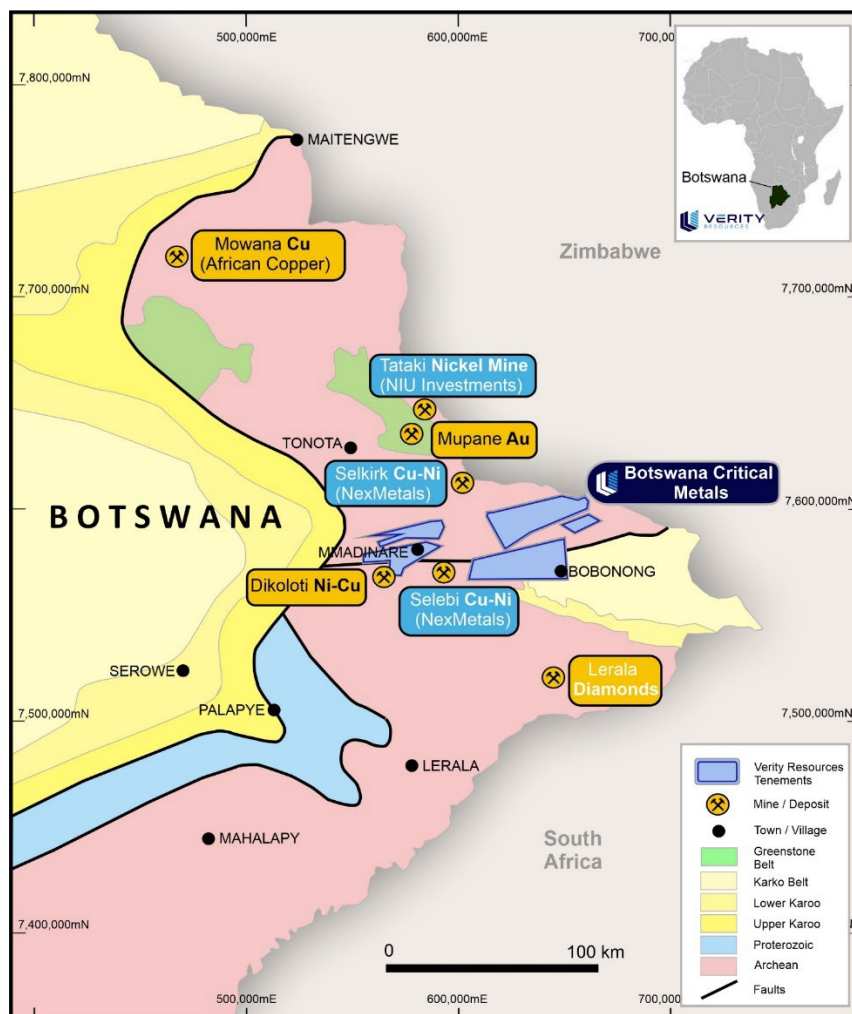 500,000mE
600,000mE
700,000mE
7,800,000mN
MAITENGWE
Botswana
VERITY
RESOURCES
Mowana Cu
(African Copper)
Zimbabwe
7,700,000mN
7,700,000mN
Tataki Nickel Mine
(NIU Investments)
Mupane Au
TONOTA
Selkirk Cu-Ni
(NexMetals)
Botswana Critical
Metals
BOTSWANA
7,600,000mN
MMADINARE
BOBONONG
Dikoloti Ni-Cu
Selebi Cu-Ni
(NexMetals)
SEROWE
Lerala
Diamonds
PALAPYE
7,500,000mN
7,500,000mN
LERALA
MAHALAPY
South
Africa
7,400,000mN
0
100 km
500,000mE
600,000mE
700,000mE
Verity Resources
Tenements
Mine / Deposit
Town / Village
Greenstone
Belt
Karko Belt
Lower Karoo
Upper Karoo
Proterozoic
Archean
Faults